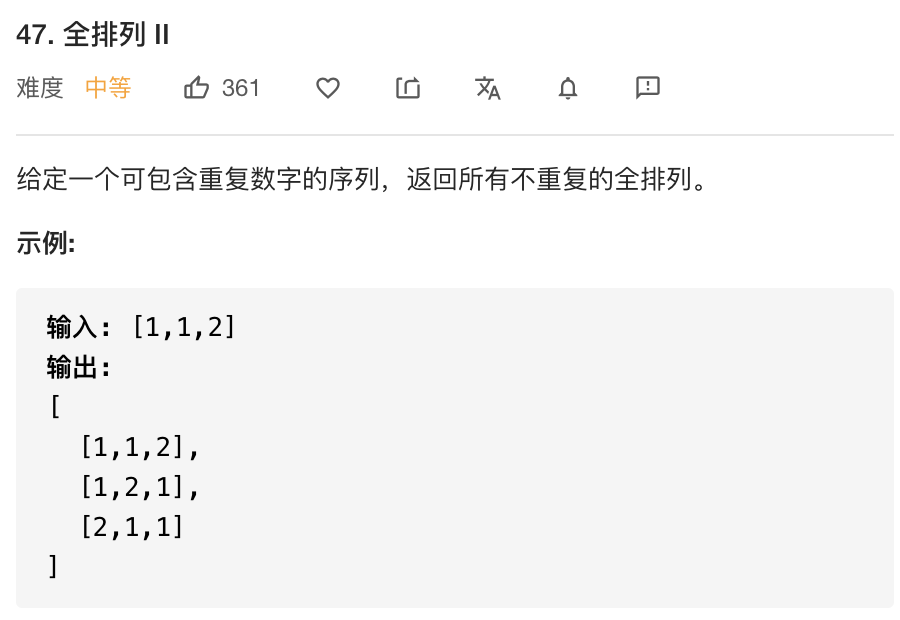 47. 全排列 II
难度 中等 361
给定一个可包含重复数字的序列，返回所有不重复的全排列。
示例:
输入: [1,1,2]
输出:
[
  [1,1,2],
  [1,2,1],
  [2,1,1]
]